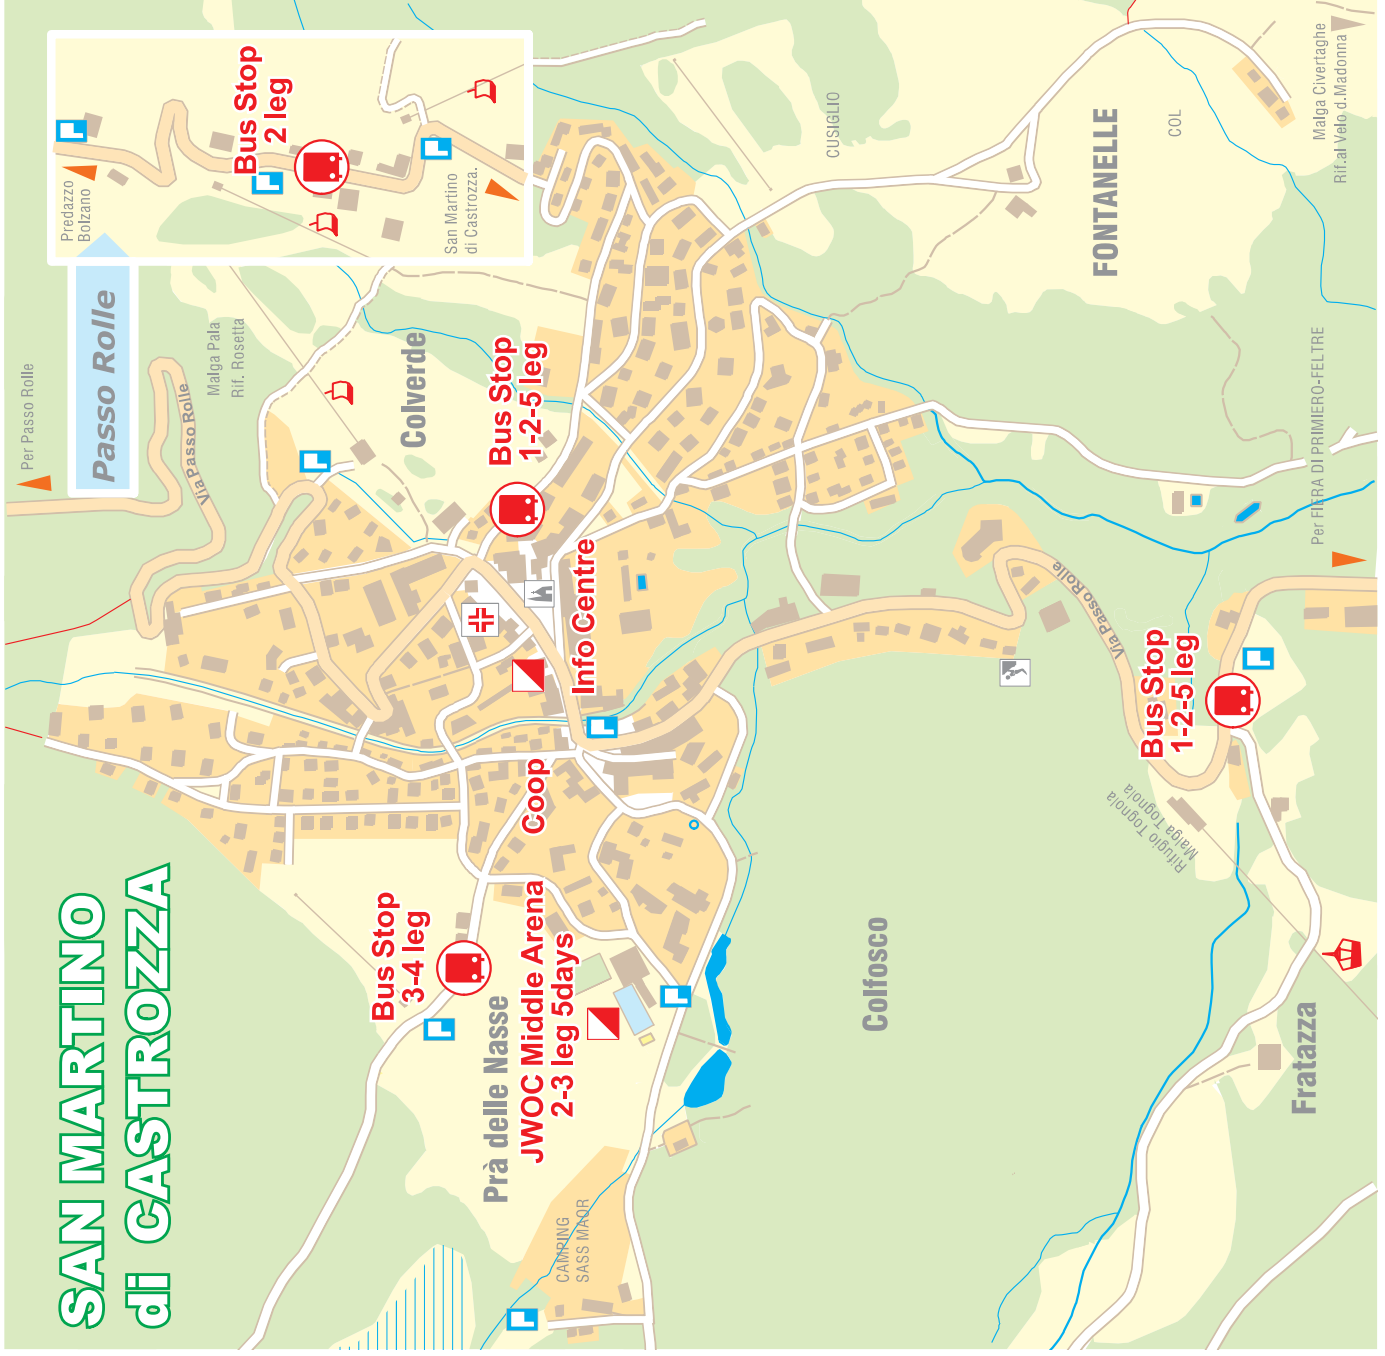 SAN MARTINO
di CASTROZZA
Per Passo Rolle
Passo Rolle
Predazzo
Bolzano
Bus Stop
2 leg
San Martino
di Castrozza.
Via Passo Rolle
Malga Pala
Rif. Rosetta
Colverde
Bus Stop
1-2-5 leg
Info Centre
Coop
Bus Stop
3-4 leg
Prà delle Nasse
JWOC Middle Arena
2-3 leg 5days
CAMPING
SASS MAOR
CUSIGLIO
FONTANELLE
COL
Malga Civertaghe
Rif.al Velo d.Madonna
Per FIERA DI PRIMIERO-FELTRE
Via Passo Rolle
Bus Stop
1-2-5 leg
Rifugio Tognola
Malga Tognola
Colfosco
Fratazza